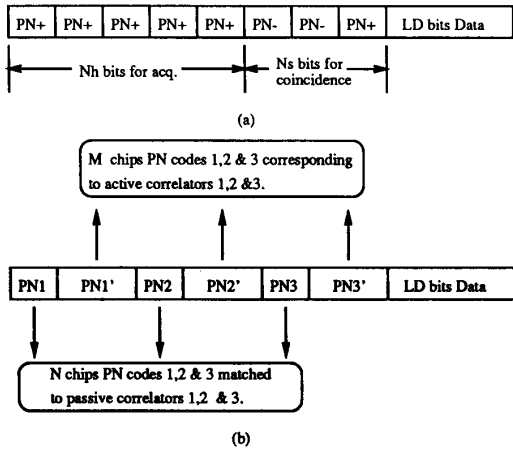 PN+ PN+ PN+ PN+ PN+ PN- PN- PN+ LD bits Data
Nh bits for acq.
Ns bits for
coincidence
(a)
M chips PN codes 1,2 & 3 corresponding
to active correlators 1,2 &3.
PN1 PN1' PN2 PN2' PN3 PN3' LD bits Data
N chips PN codes 1,2 & 3 matched
to passive correlators 1,2 & 3.
(b)